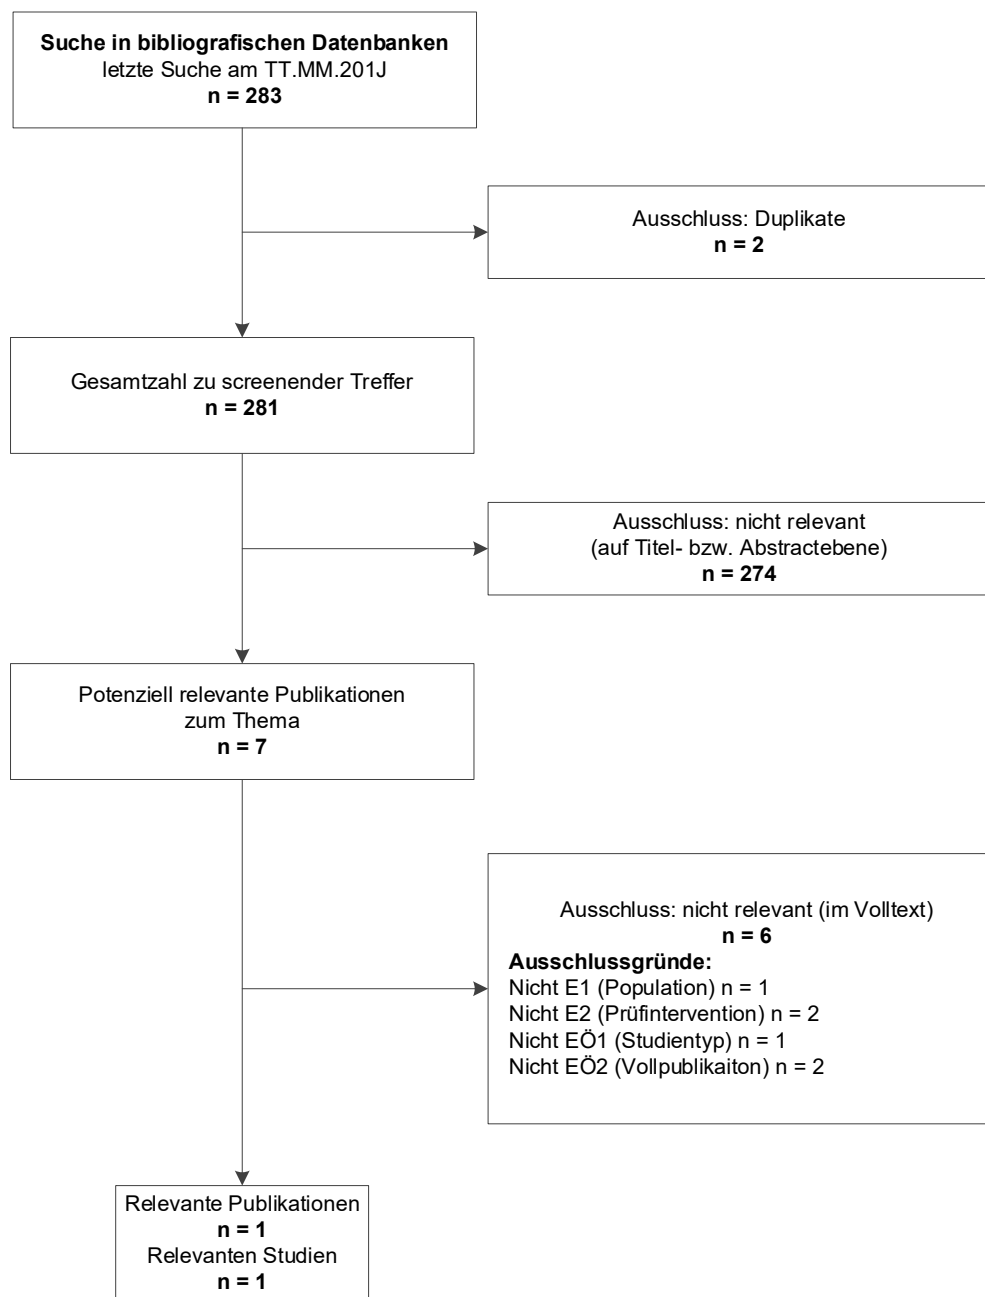 Suche in bibliografischen Datenbanken
letzte Suche am TT.MM.201J
n = 283
Ausschluss: Duplikate
n = 2
Gesamtzahl zu screenender Treffer
n = 281
Ausschluss: nicht relevant
(auf Titel- bzw. Abstractebene)
n = 274
Potenziell relevante Publikationen
zum Thema
n = 7
Ausschluss: nicht relevant (im Volltext)
n = 6
Ausschlussgründe:
Nicht E1 (Population) n = 1
Nicht E2 (Prüfintervention) n = 2
Nicht EÖ1 (Studientyp) n = 1
Nicht EÖ2 (Vollpublikaiton) n = 2
Relevante Publikationen
n = 1
Relevanten Studien
n = 1